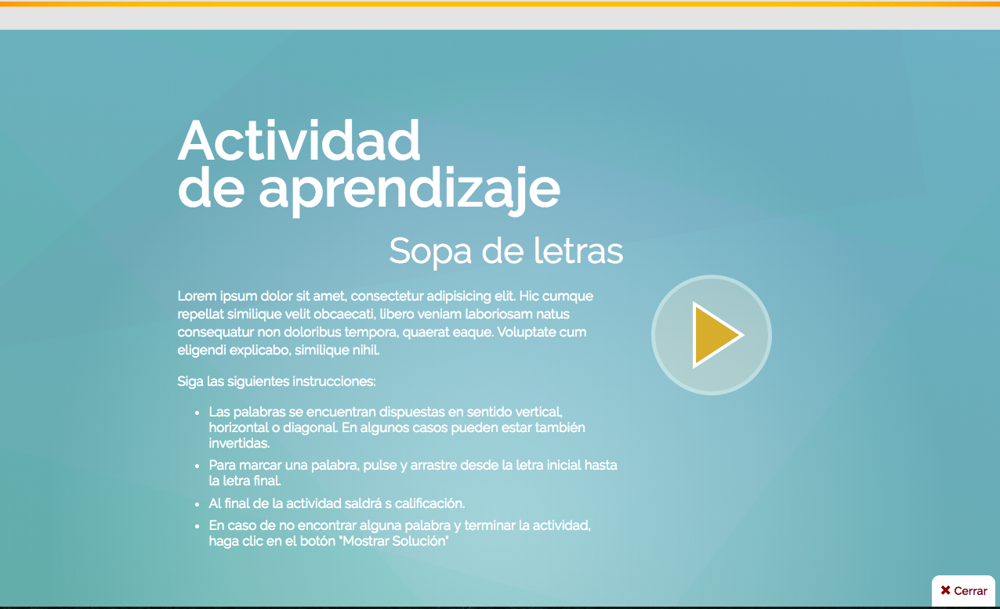 Actividad
de aprendizaje
Sopa de letras
Lorem ipsum dolor sit amet, consectetur adipisicing elit. Hic cumque
repellat similique velit obcaecati, libero veniam laboriosam natus
consequatur non doloribus tempora, quaerat eaque. Voluptate cum
eligendi explicabo, similique nihil.
Siga las siguientes instrucciones:
• Las palabras se encuentran dispuestas en sentido vertical,
horizontal o diagonal. En algunos casos pueden estar también
invertidas.
• Para marcar una palabra, pulse y arrastre desde la letra inicial hasta
la letra final.
• Al final de la actividad saldrá s calificación.
• En caso de no encontrar alguna palabra y terminar la actividad,
haga clic en el botón "Mostrar Solución"
✖ Cerrar